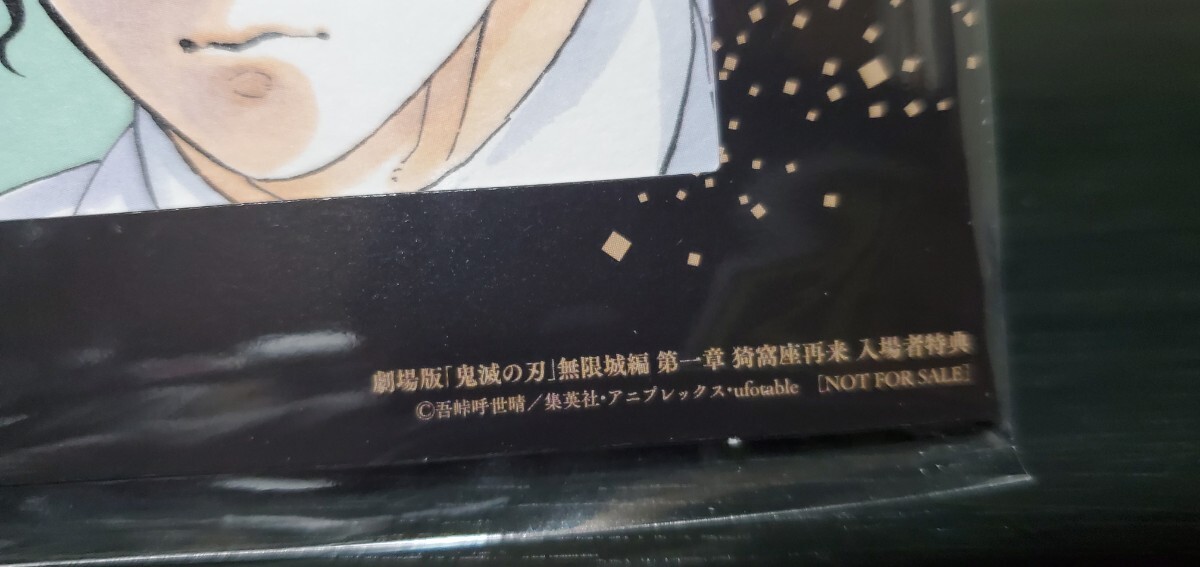 劇場版「鬼滅の刃」無限城編 第一章 猗窩座再来 入場者特典
©吾峠呼世晴／集英社・アニプレックス・ufotable [NOT FOR SALE]